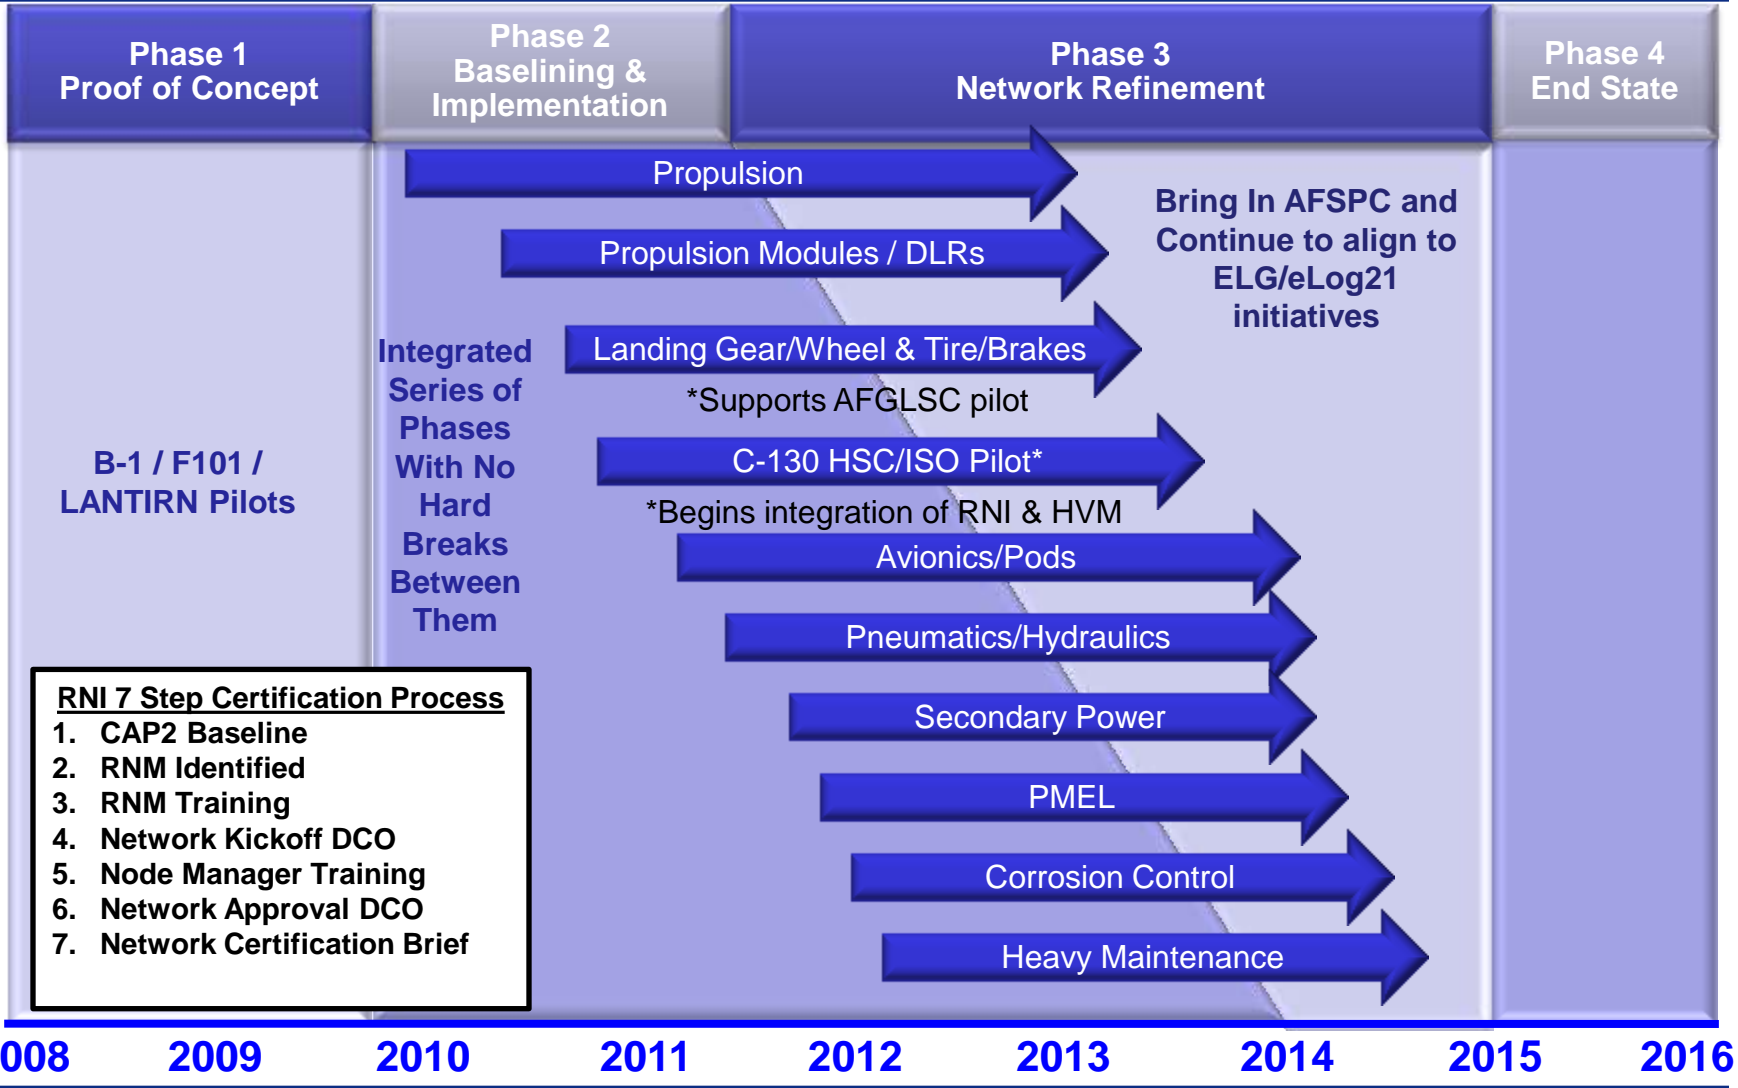 Phase 1
Proof of Concept
Phase 2
Baselining &
Implementation
Phase 3
Network Refinement
Phase 4
End State
Propulsion
Propulsion Modules / DLRs
Bring In AFSPC and
Continue to align to
ELG/eLog21
initiatives
Landing Gear/Wheel & Tire/Brakes
*Supports AFGLSC pilot
Integrated
Series of
Phases
With No
Hard
Breaks
Between
Them
B-1 / F101 /
LANTIRN Pilots
C-130 HSC/ISO Pilot*
*Begins integration of RNI & HVM
Avionics/Pods
Pneumatics/Hydraulics
Secondary Power
PMEL
Corrosion Control
Heavy Maintenance
RNI 7 Step Certification Process
1. CAP2 Baseline
2. RNM Identified
3. RNM Training
4. Network Kickoff DCO
5. Node Manager Training
6. Network Approval DCO
7. Network Certification Brief
008 2009 2010 2011 2012 2013 2014 2015 2016